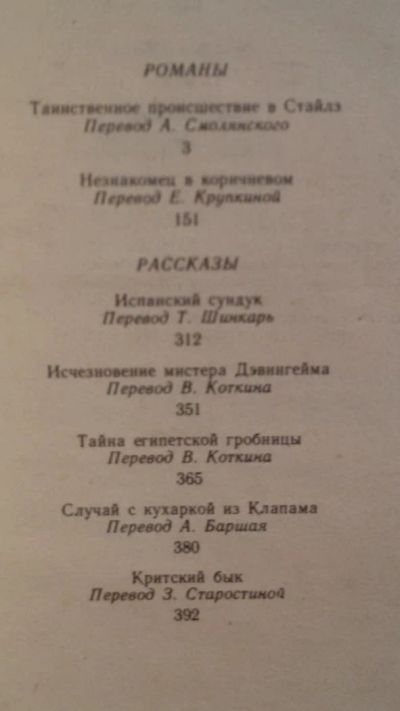 РОМАНЫ
Таинственное происшествие в Стайлз
Перевод А. Смолянского
3
Незнакомец в коричневом
Перевод Е. Крупкиной
151
РАССКАЗЫ
Испанский сундук
Перевод Т. Шинкарь
312
Исчезновение мистера Дэвингейма
Перевод В. Коткина
351
Тайна египетской гробницы
Перевод В. Коткина
365
Случай с кухаркой из Клапама
Перевод А. Баршая
380
Критский бык
Перевод З. Старостиной
392